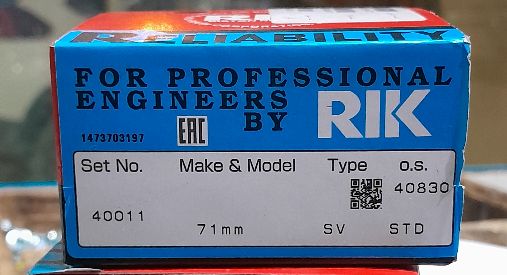 RELIABILITY
FOR PROFESSIONAL
ENGINEERS
BY RIK
1473703197
EAC
Set No. Make & Model Type o.s.
40830
40011 71mm SV STD